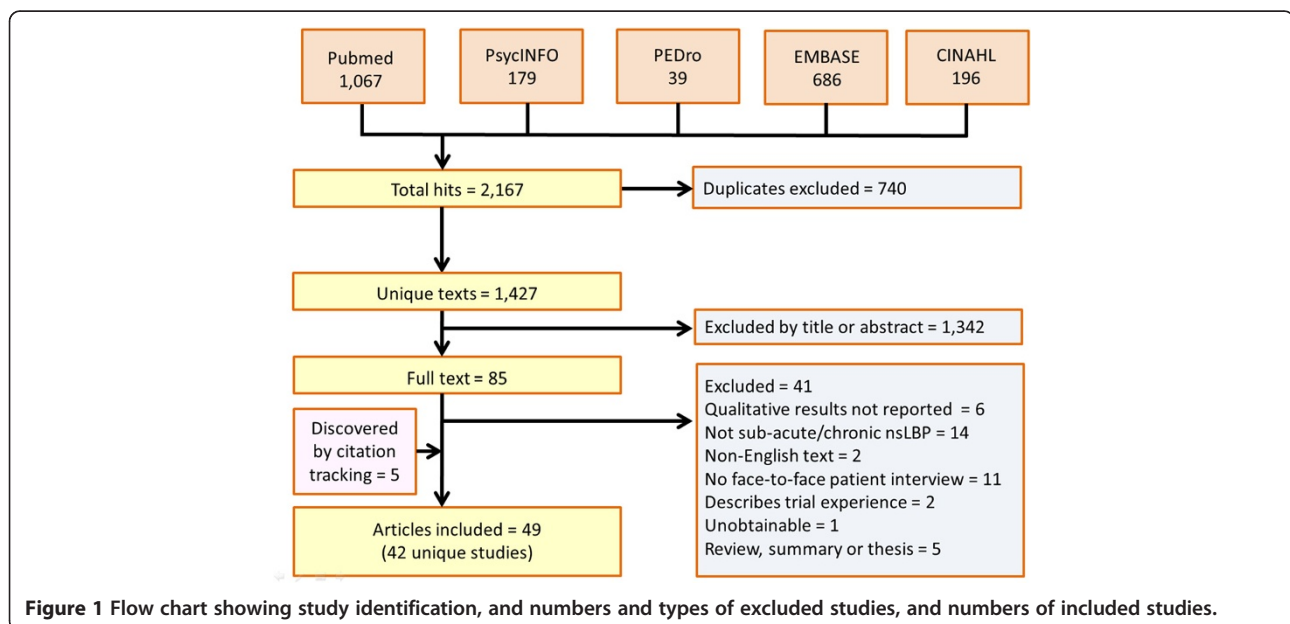 Pubmed
1,067
PsycINFO
179
PEDro
39
EMBASE
686
CINAHL
196
Total hits = 2,167
Duplicates excluded = 740
Unique texts = 1,427
Excluded by title or abstract = 1,342
Full text = 85
Discovered
by citation
tracking = 5
Excluded = 41
Qualitative results not reported = 6
Not sub-acute/chronic nsLBP = 14
Non-English text = 2
No face-to-face patient interview = 11
Describes trial experience = 2
Unobtainable = 1
Review, summary or thesis = 5
Articles included = 49
(42 unique studies)
Figure 1 Flow chart showing study identification, and numbers and types of excluded studies, and numbers of included studies.